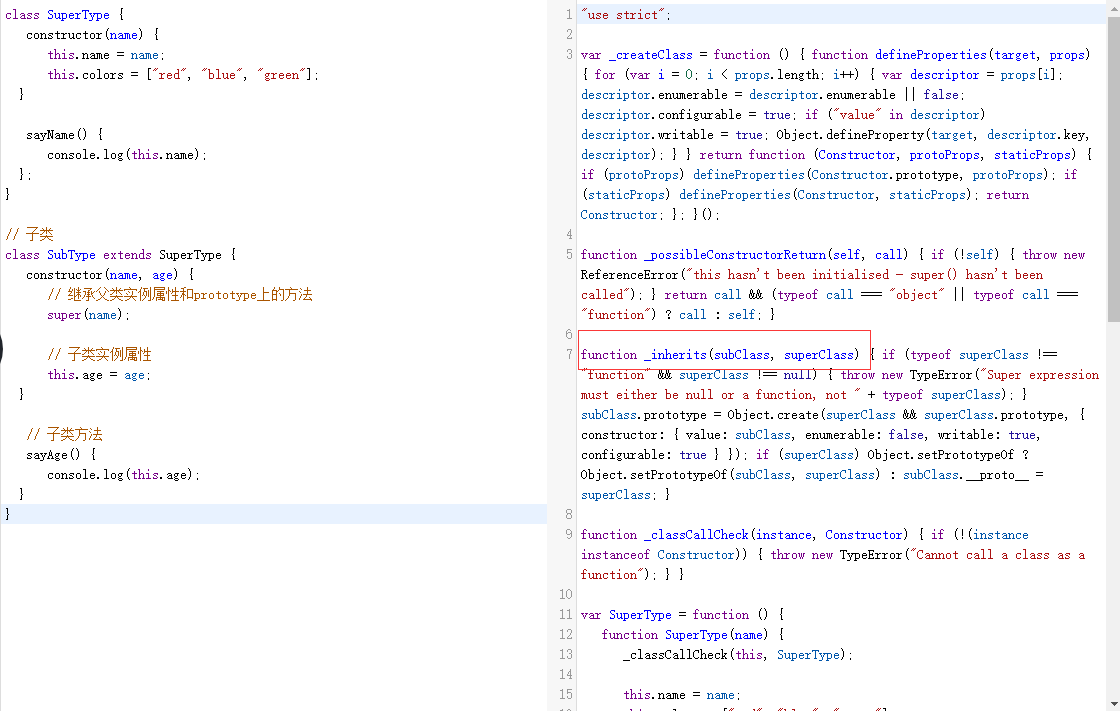 class SuperType {
constructor(name) {
this.name = name;
this.colors = ["red", "blue", "green"];
}
sayName() {
console.log(this.name);
};
}
// 子类
class SubType extends SuperType {
constructor(name, age) {
// 继承父类实例属性和prototype上的方法
super(name);
// 子类实例属性
this.age = age;
}
// 子类方法
sayAge() {
console.log(this.age);
}
}
1 "use strict";
2
3 var _createClass = function () { function defineProperties(target, props)
{ for (var i = 0; i < props.length; i++) { var descriptor = props[i];
descriptor.enumerable = descriptor.enumerable || false;
descriptor.configurable = true; if ("value" in descriptor)
descriptor.writable = true; Object.defineProperty(target, descriptor.key,
descriptor); } } return function (Constructor, protoProps, staticProps) {
if (protoProps) defineProperties(Constructor.prototype, protoProps); if
(staticProps) defineProperties(Constructor, staticProps); return
Constructor; }; }();
4
5 function _possibleConstructorReturn(self, call) { if (!self) { throw new
ReferenceError("this hasn't been initialised - super() hasn't been
called"); } return call && (typeof call === "object" || typeof call ===
"function") ? call : self; }
6
7 function _inherits(subClass, superClass) { if (typeof superClass !==
"function" && superClass !== null) { throw new TypeError("Super expression
must either be null or a function, not " + typeof superClass); }
subClass.prototype = Object.create(superClass && superClass.prototype, {
constructor: { value: subClass, enumerable: false, writable: true,
configurable: true } }); if (superClass) Object.setPrototypeOf ?
Object.setPrototypeOf(subClass, superClass) : subClass.__proto__ =
superClass; }
8
9 function _classCallCheck(instance, Constructor) { if (!(instance
instanceof Constructor)) { throw new TypeError("Cannot call a class as a
function"); } }
10
11 var SuperType = function () {
12 function SuperType(name) {
13 _classCallCheck(this, SuperType);
14
15 this.name = name;